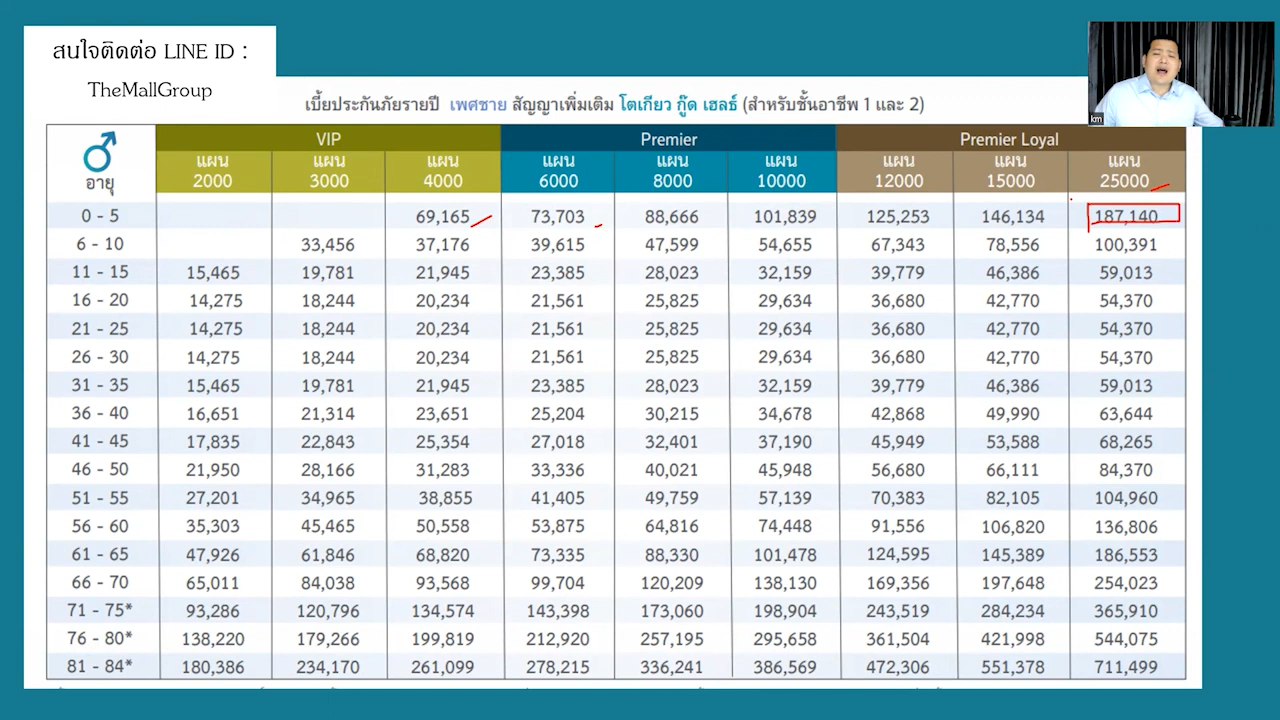 สนใจติดต่อ LINE ID :
TheMallGroup
km
เบี้ยประกันภัยรายปี เพศชาย สัญญาเพิ่มเติม โตเกียว กู๊ด เฮลธ์ (สำหรับชั้นอาชีพ 1 และ 2)
VIP Premier Premier Loyal
อายุ แผน 2000 แผน 3000 แผน 4000 แผน 6000 แผน 8000 แผน 10000 แผน 12000 แผน 15000 แผน 25000
0 - 5 69,165 73,703 88,666 101,839 125,253 146,134 187,140
6 - 10 33,456 37,176 39,615 47,599 54,655 67,343 78,556 100,391
11 - 15 15,465 19,781 21,945 23,385 28,023 32,159 39,779 46,386 59,013
16 - 20 14,275 18,244 20,234 21,561 25,825 29,634 36,680 42,770 54,370
21 - 25 14,275 18,244 20,234 21,561 25,825 29,634 36,680 42,770 54,370
26 - 30 14,275 18,244 20,234 21,561 25,825 29,634 36,680 42,770 54,370
31 - 35 15,465 19,781 21,945 23,385 28,023 32,159 39,779 46,386 59,013
36 - 40 16,651 21,314 23,651 25,204 30,215 34,678 42,868 49,990 63,644
41 - 45 17,835 22,843 25,354 27,018 32,401 37,190 45,949 53,588 68,265
46 - 50 21,950 28,166 31,283 33,336 40,021 45,948 56,680 66,111 84,370
51 - 55 27,201 34,965 38,855 41,405 49,759 57,139 70,383 82,105 104,960
56 - 60 35,303 45,465 50,558 53,875 64,816 74,448 91,556 106,820 136,806
61 - 65 47,926 61,846 68,820 73,335 88,330 101,478 124,595 145,389 186,553
66 - 70 65,011 84,038 93,568 99,704 120,209 138,130 169,356 197,648 254,023
71 - 75* 93,286 120,796 134,574 143,398 173,060 198,904 243,519 284,234 365,910
76 - 80* 138,220 179,266 199,819 212,920 257,195 295,658 361,504 421,998 544,075
81 - 84* 180,386 234,170 261,099 278,215 336,241 386,569 472,306 551,378 711,499